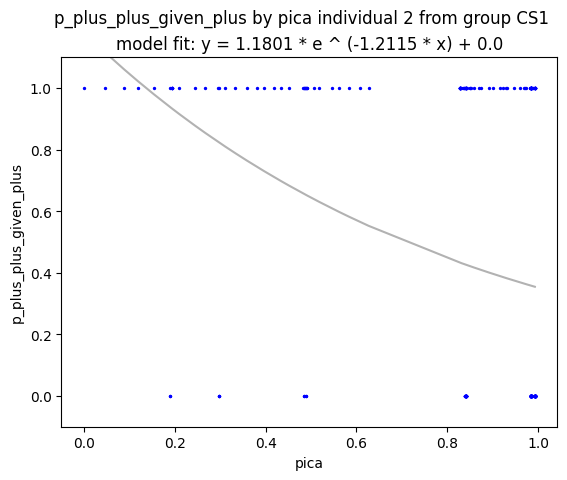 p_plus_plus_given_plus by pica individual 2 from group CS1
model fit: y = 1.1801 * e ^ (-1.2115 * x) + 0.0
1.0
0.8
0.6
0.4
0.2
0.0
p_plus_plus_given_plus
0.0 0.2 0.4 0.6 0.8 1.0
pica